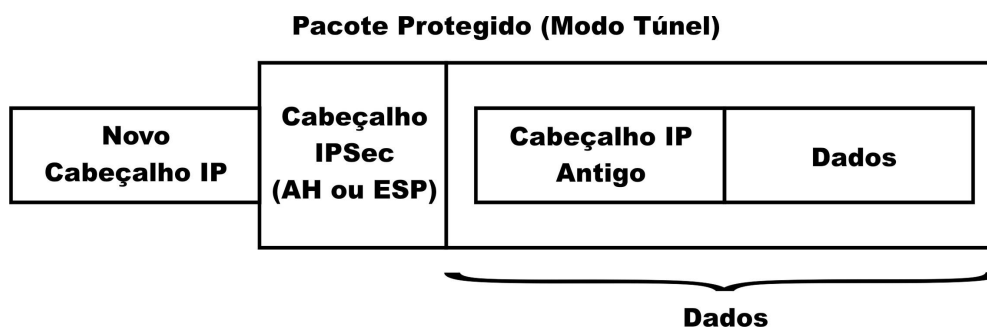 Pacote Protegido (Modo Túnel)
Novo
Cabeçalho IP
Cabeçalho
IPSec
(AH ou ESP)
Cabeçalho IP
Antigo
Dados
Dados